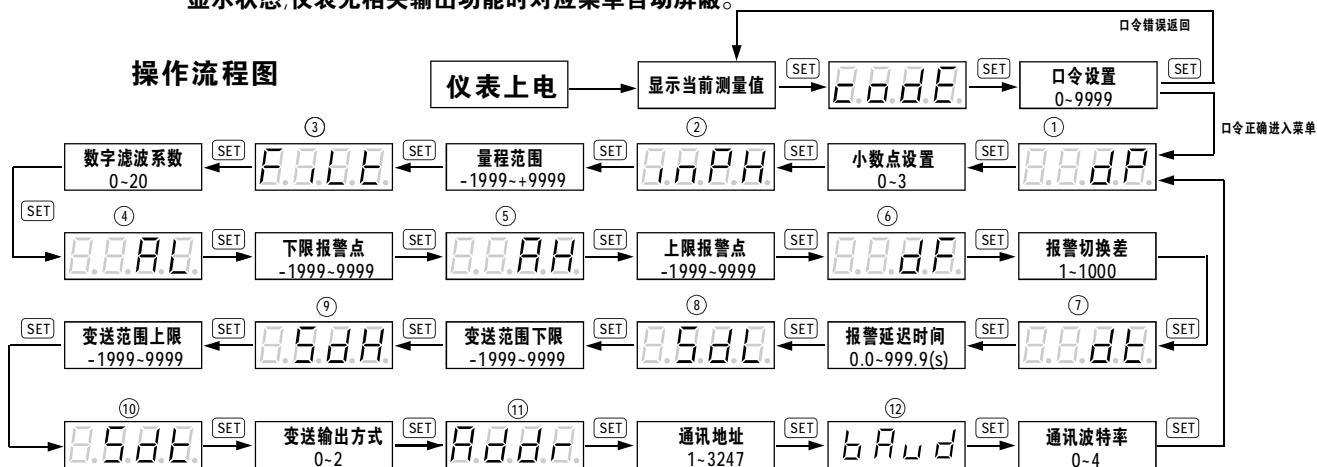 显示状态,仪表无相关输出功能时对应菜单自动屏蔽。
口令错误返回
操作流程图
仪表上电
显示当前测量值
SET
codE
SET
口令设置
0~9999
SET
口令正确进入菜单
③
②
①
数字滤波系数
0~20
SET
FiLt
SET
量程范围
-1999~+9999
SET
inPH
SET
小数点设置
0~3
SET
dP
SET
④
⑤
⑥
AL
SET
下限报警点
-1999~9999
SET
AH
SET
上限报警点
-1999~9999
SET
dF
SET
报警切换差
1~1000
⑨
⑧
⑦
SET
变送范围上限
-1999~9999
SET
SdH
SET
变送范围下限
-1999~9999
SET
SdL
SET
报警延迟时间
0.0~999.9(s)
SET
dt
SET
⑩
⑪
⑫
Sdt
SET
变送输出方式
0~2
SET
Addr
SET
通讯地址
1~3247
SET
bAud
SET
通讯波特率
0~4
SET